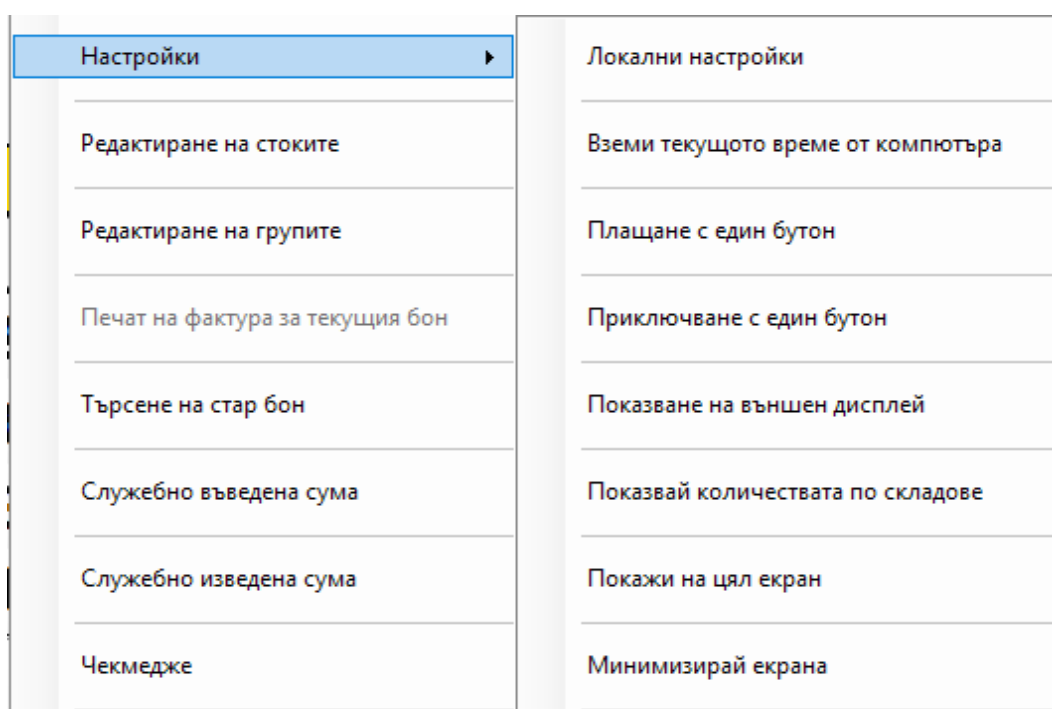 Настройки
Редактиране на стоките
Редактиране на групите
Печат на фактура за текущия бон
Търсене на стар бон
Служебно въведена сума
Служебно изведена сума
Чекмедже
Локални настройки
Вземи текущото време от компютъра
Плащане с един бутон
Приключване с един бутон
Показване на външен дисплей
Показвай количествата по складове
Покажи на цял екран
Минимизирай екрана